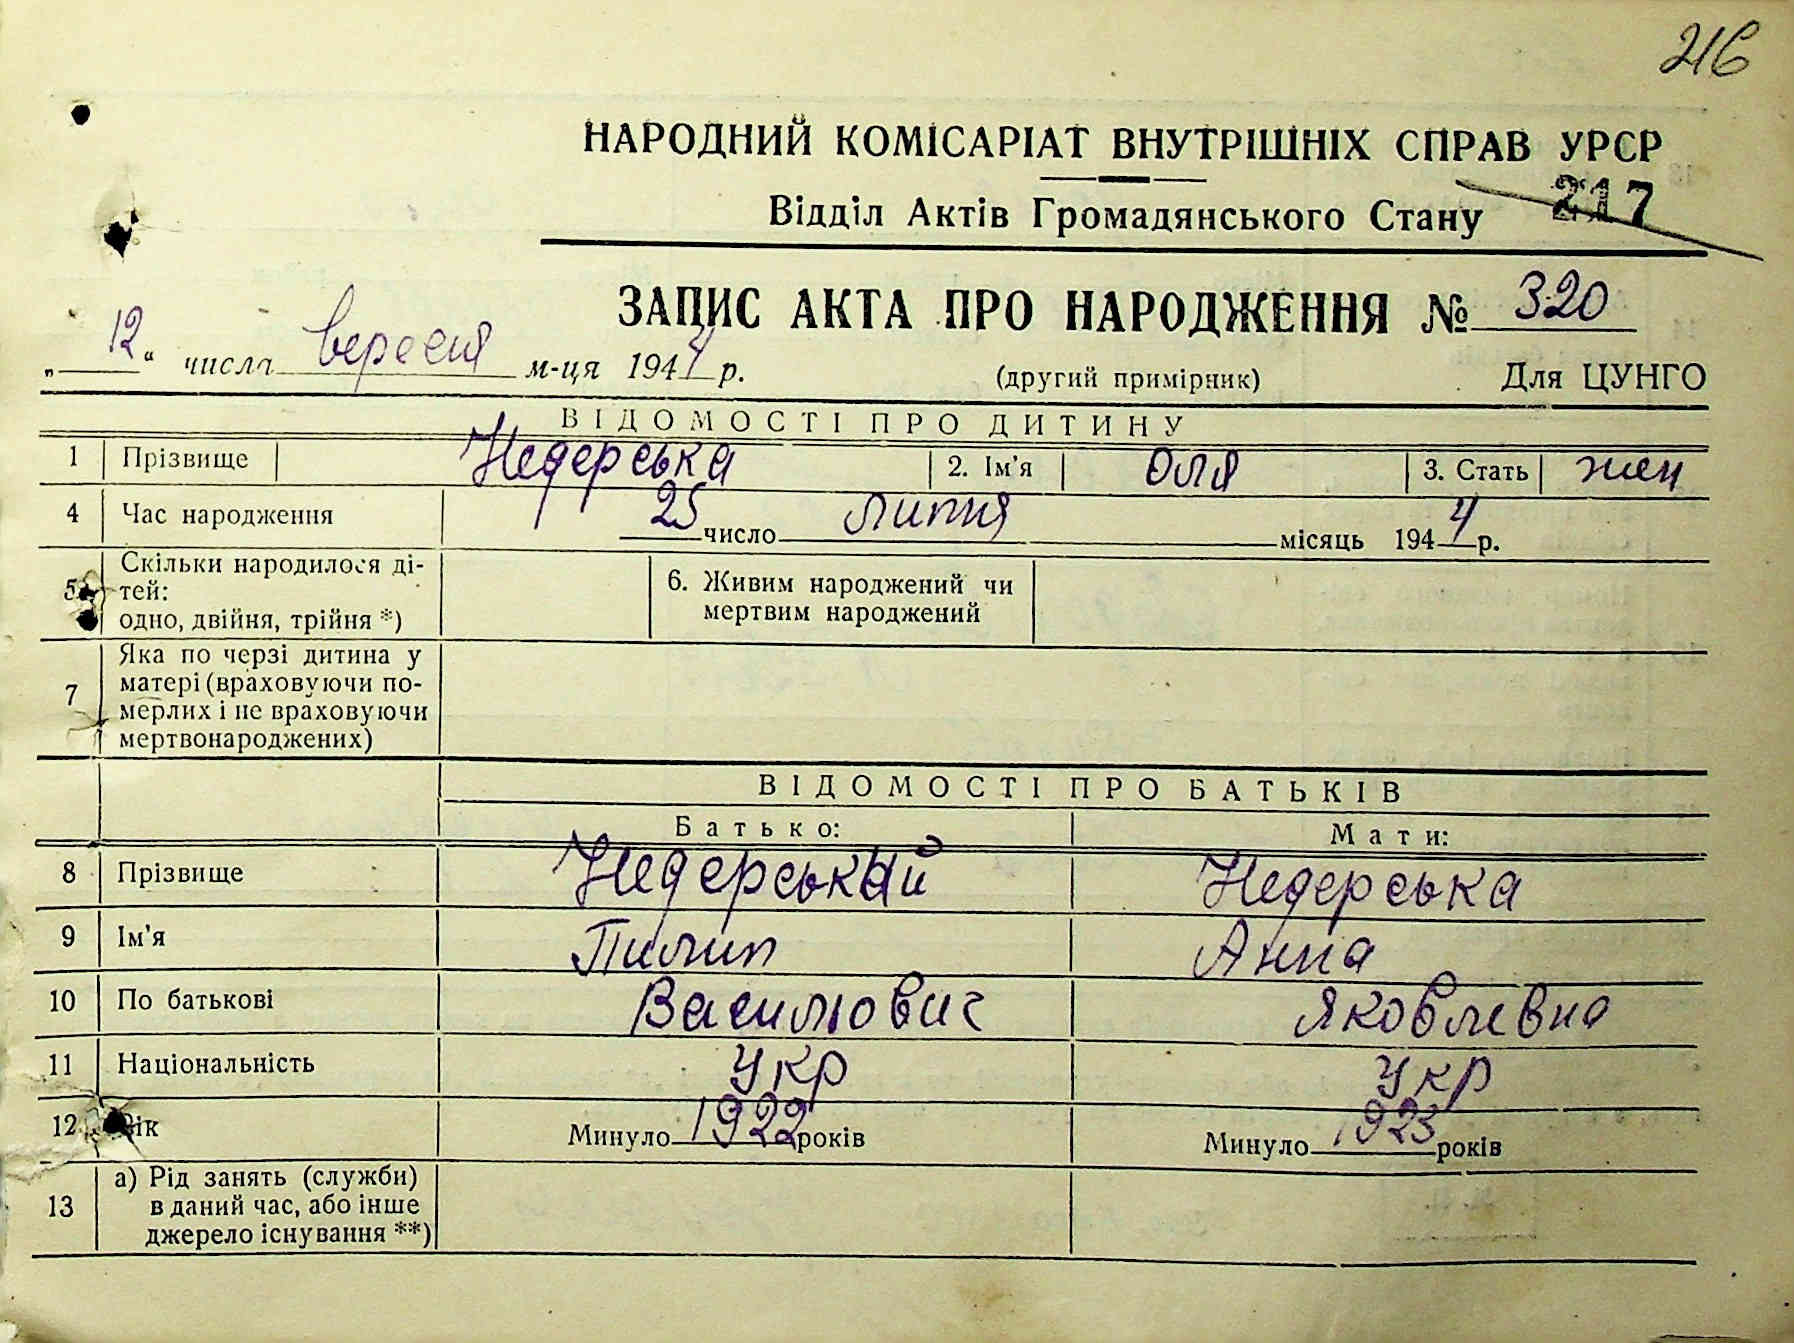 216
НАРОДНИЙ КОМІСАРІАТ ВНУТРІШНІХ СПРАВ УРСР
217
Відділ Актів Громадянського Стану
ЗАПИС АКТА ПРО НАРОДЖЕННЯ № 320
„12“ числа вересня м-ця 1944 р. (другий примірник) Для ЦУНГО
ВІДОМОСТІ ПРО ДИТИНУ
1 Прізвище Недерська 2. Ім'я Оля 3. Стать жен
4 Час народження 25 число липня місяць 1944 р.
5 Скільки народилося ді-
тей:
одно, двійня, трійня *)
6. Живим народжений чи
мертвим народжений
7 Яка по черзі дитина у
матері (враховуючи по-
мерлих і не враховуючи
мертвонароджених)
ВІДОМОСТІ ПРО БАТЬКІВ
Батько: Мати:
8 Прізвище Недерський Недерська
9 Ім'я Пилип Анна
10 По батькові Васильович Яковлевна
11 Національність Укр Укр
12 Вік Минуло 1922 років Минуло 1923 років
13 а) Рід занять (служби)
в даний час, або інше
джерело існування **)